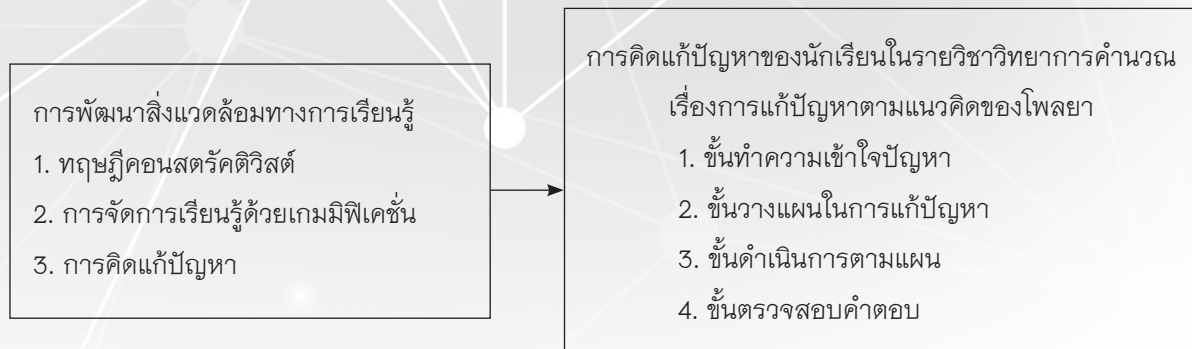 การพัฒนาสิ่งแวดล้อมทางการเรียนรู้
1. ทฤษฎีคอนสตรัคติวิสต์
2. การจัดการเรียนรู้ด้วยเกมมิฟิเคชั่น
3. การคิดแก้ปัญหา
การคิดแก้ปัญหาของนักเรียนในรายวิชาวิทยาการคำนวณ
เรื่องการแก้ปัญหาตามแนวคิดของโพลยา
1. ขั้นทำความเข้าใจปัญหา
2. ขั้นวางแผนในการแก้ปัญหา
3. ขั้นดำเนินการตามแผน
4. ขั้นตรวจสอบคำตอบ